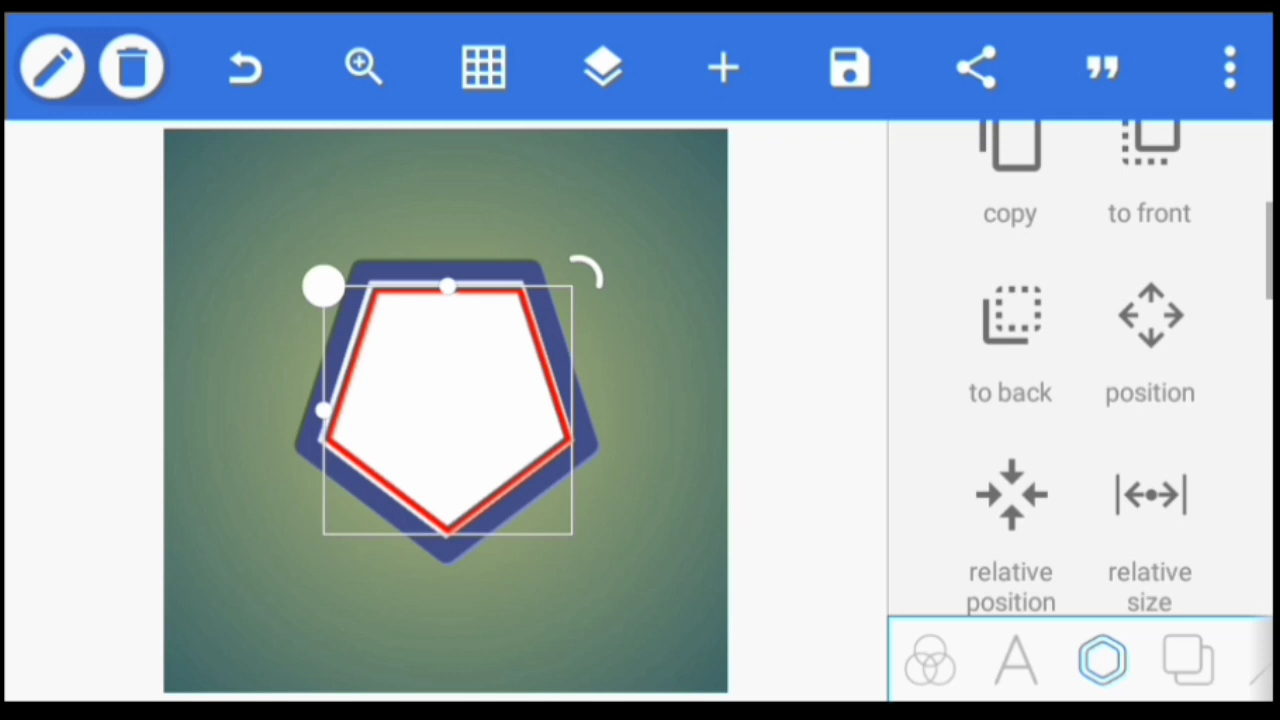 copy
to front
to back
position
relative
position
relative
size